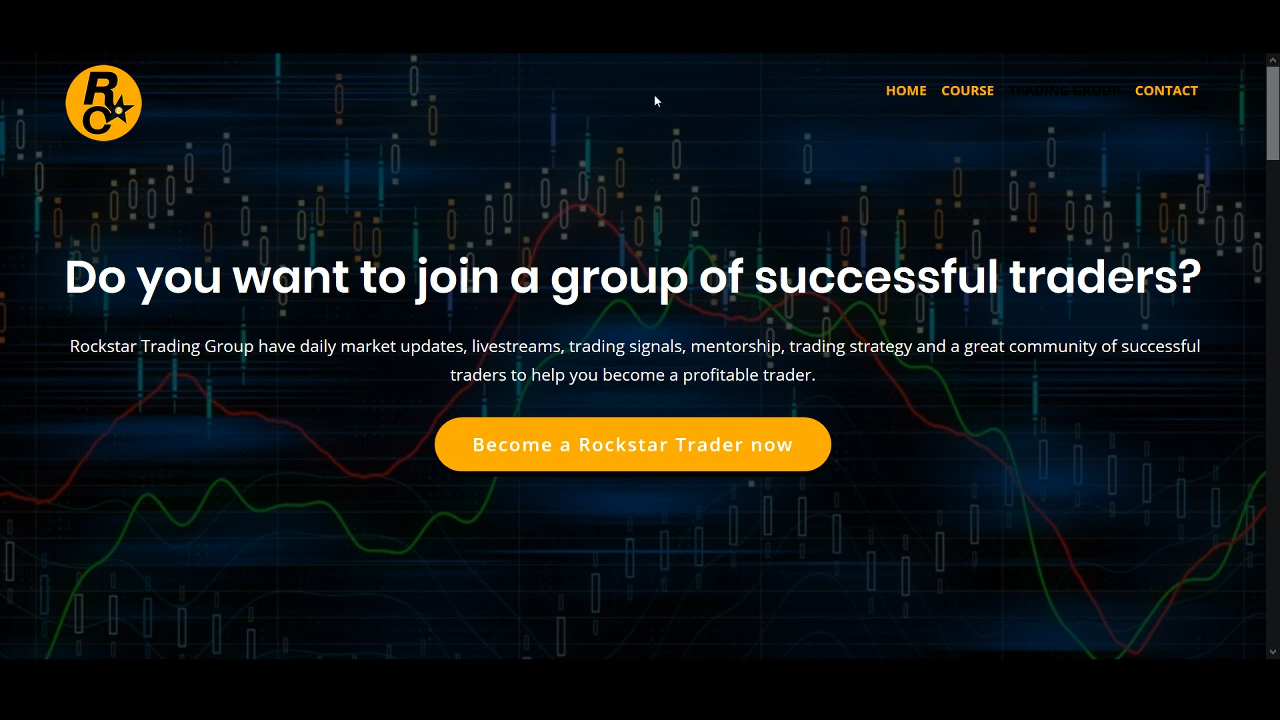 R
C
HOME COURSE TRADING GROUP CONTACT
Do you want to join a group of successful traders?
Rockstar Trading Group have daily market updates, livestreams, trading signals, mentorship, trading strategy and a great community of successful
traders to help you become a profitable trader.
Become a Rockstar Trader now